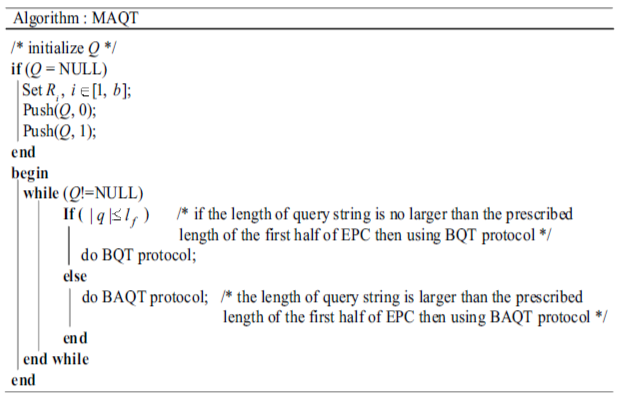 Algorithm : MAQT
/* initialize Q */
if (Q = NULL)
Set Ri, i ∈[1, b];
Push(Q, 0);
Push(Q, 1);
end
begin
while (Q!=NULL)
If ( |q|≤ lf ) /* if the length of query string is no larger than the prescribed
length of the first half of EPC then using BQT protocol */
do BQT protocol;
else
do BAQT protocol; /* the length of query string is larger than the prescribed
length of the first half of EPC then using BAQT protocol */
end
end while
end